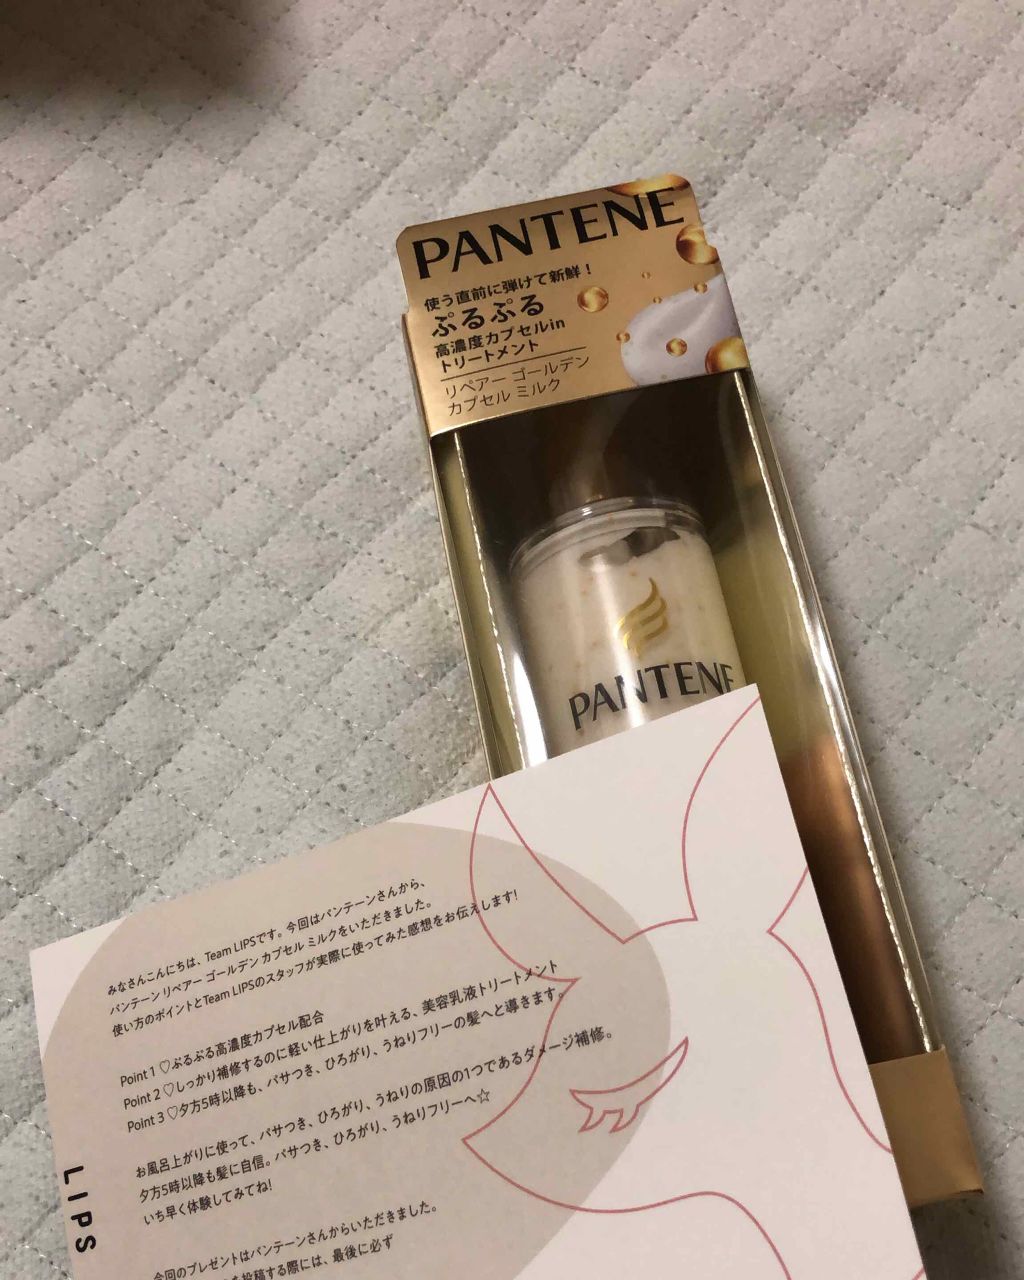 PANTENE
使う直前に弾けて新鮮！
ぷるぷる
高濃度カプセルin
トリートメント
リペアー ゴールデン
カプセル ミルク
PANTENE
みなさんこんにちは、Team LIPSです。今回はパンテーンさんから、
パンテーン リペアー ゴールデン カプセル ミルクをいただきました。
使い方のポイントとTeam LIPSのスタッフが実際に使ってみた感想をお伝えします!
Point 1 ♡ぷるぷる高濃度カプセル配合
Point 2 ♡しっかり補修するのに軽い仕上がりを叶える、美容乳液トリートメント
Point 3 ♡夕方5時以降も、パサつき、ひろがり、うねりフリーの髪へと導きます。
お風呂上がりに使って、パサつき、ひろがり、うねりの原因の1つであるダメージ補修。
夕方5時以降も髪に自信。パサつき、ひろがり、うねりフリーへ☆
いち早く体験してみてね!
今回のプレゼントはパンテーンさんからいただきました。
を投稿する際には、最後に必ず
LIPS